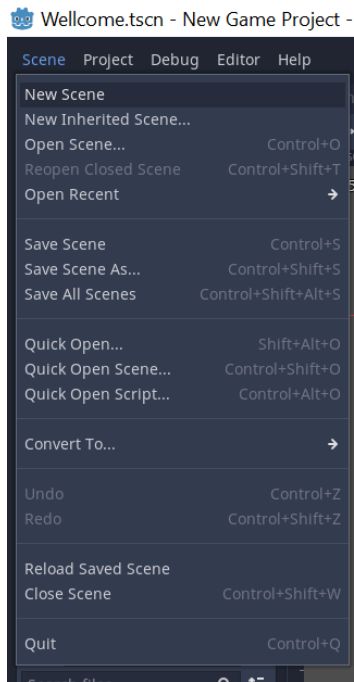 Wellcome.tscn - New Game Project -
Scene Project Debug Editor Help
New Scene
New Inherited Scene...
Open Scene... Control+O
Reopen Closed Scene Control+Shift+T
Open Recent
Save Scene Control+S
Save Scene As... Control+Shift+S
Save All Scenes Control+Shift+Alt+S
Quick Open... Shift+Alt+O
Quick Open Scene... Control+Shift+O
Quick Open Script... Control+Alt+O
Convert To...
Undo Control+Z
Redo Control+Shift+Z
Reload Saved Scene
Close Scene Control+Shift+W
Quit Control+Q